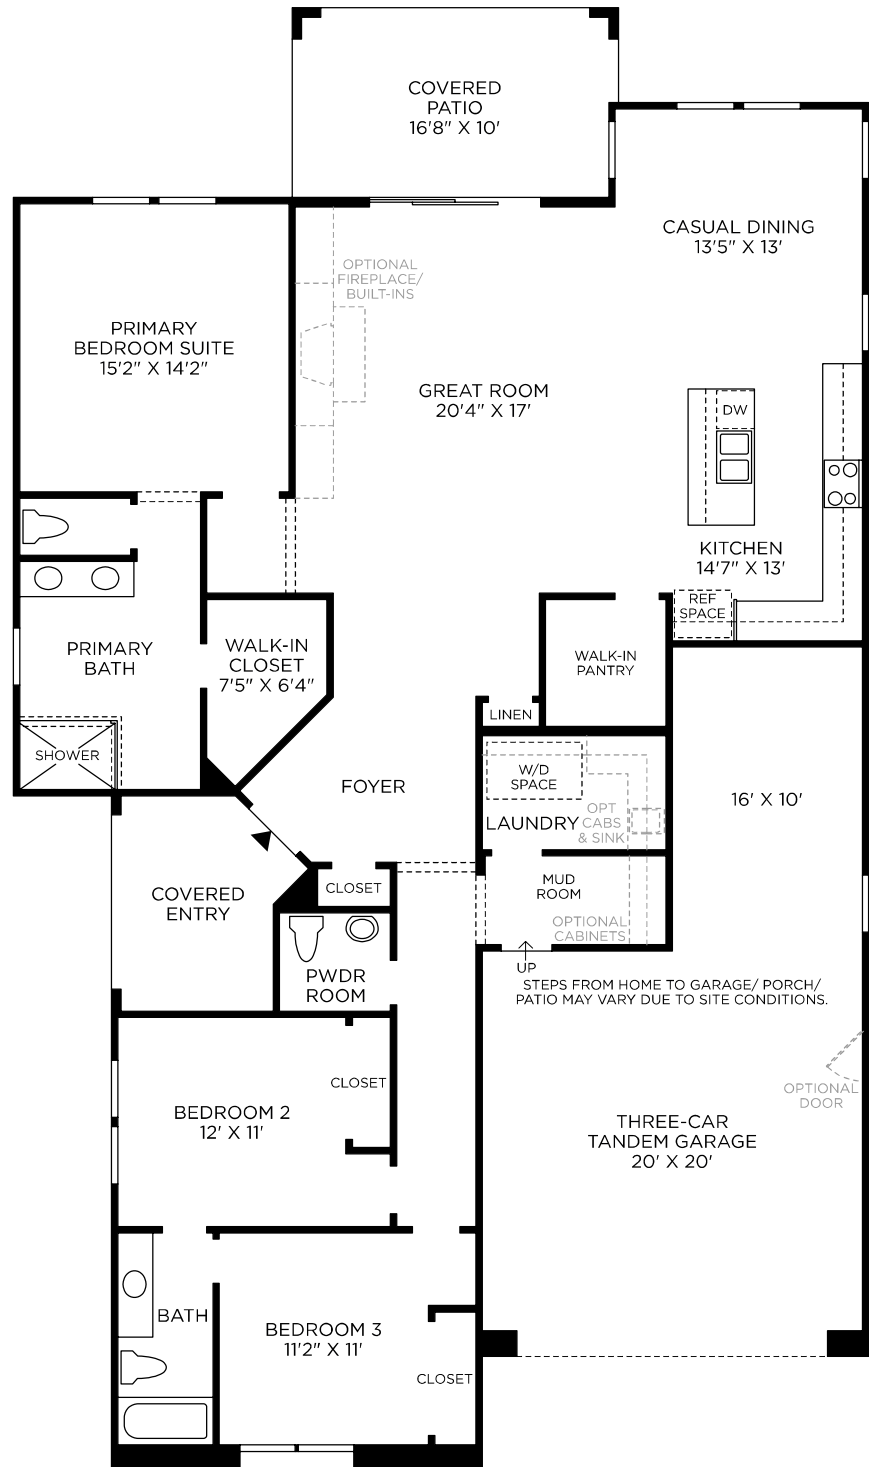 COVERED
PATIO
16'8" X 10'
CASUAL DINING
13'5" X 13'
OPTIONAL
FIREPLACE/
BUILT-INS
PRIMARY
BEDROOM SUITE
15'2" X 14'2"
GREAT ROOM
20'4" X 17'
DW
KITCHEN
14'7" X 13'
REF
SPACE
PRIMARY
BATH
WALK-IN
CLOSET
7'5" X 6'4"
WALK-IN
PANTRY
LINEN
SHOWER
FOYER
W/D
SPACE
OPT
CABS
& SINK
LAUNDRY
16' X 10'
COVERED
ENTRY
CLOSET
MUD
ROOM
OPTIONAL
CABINETS
UP
PWDR
ROOM
STEPS FROM HOME TO GARAGE/ PORCH/
PATIO MAY VARY DUE TO SITE CONDITIONS.
CLOSET
BEDROOM 2
12' X 11'
OPTIONAL
DOOR
THREE-CAR
TANDEM GARAGE
20' X 20'
BATH
BEDROOM 3
11'2" X 11'
CLOSET